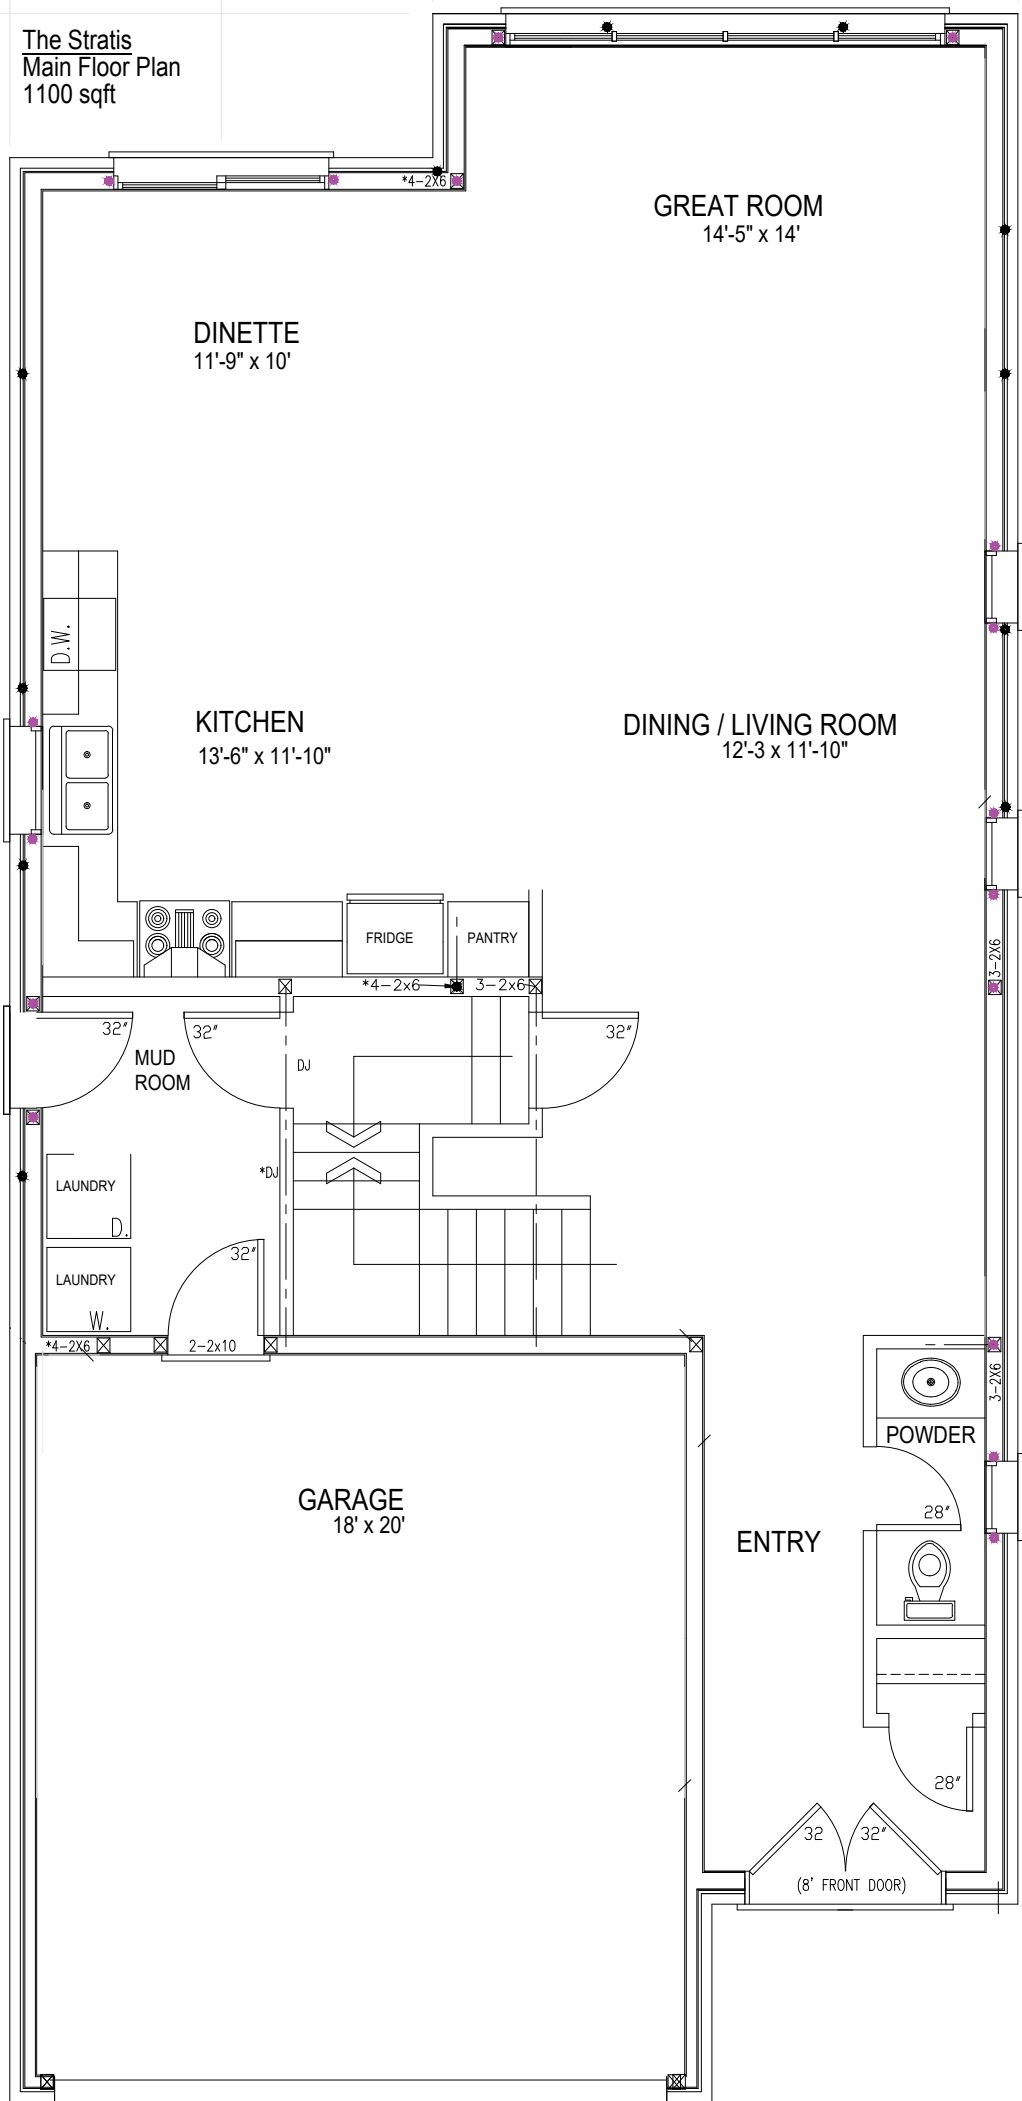 The Stratis
Main Floor Plan
1100 sqft
*4-2X6
GREAT ROOM
14'-5" x 14'
DINETTE
11'-9" x 10'
D.W.
KITCHEN
13'-6" x 11'-10"
DINING / LIVING ROOM
12'-3 x 11'-10"
FRIDGE
PANTRY
3-2X6
*4-2x6
3-2x6
32"
32"
32"
MUD
ROOM
DJ
*DJ
LAUNDRY
D.
32"
LAUNDRY
W.
*4-2X6
2-2x10
3-2X6
POWDER
28"
GARAGE
18' x 20'
ENTRY
28"
32
32"
(8' FRONT DOOR)